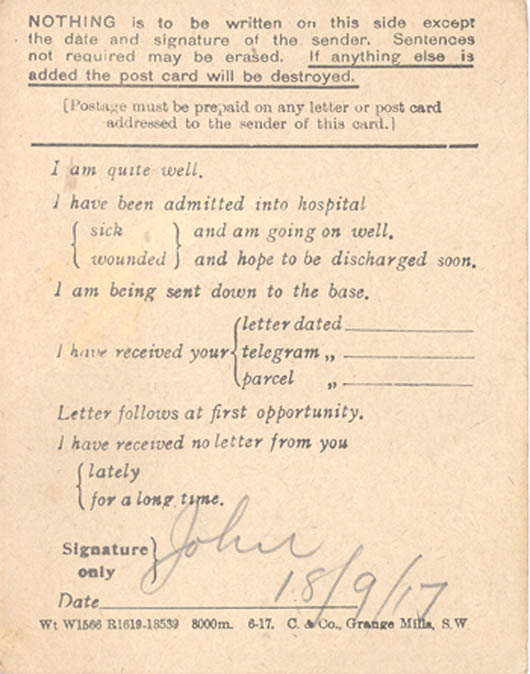 NOTHING is to be written on this side except
the date and signature of the sender. Sentences
not required may be erased. If anything else is
added the post card will be destroyed.
[Postage must be prepaid on any letter or post card
addressed to the sender of this card.]
I am quite well.
I have been admitted into hospital
sick and am going on well.
wounded and hope to be discharged soon.
I am being sent down to the base.
letter dated
I have received your telegram „
parcel „
Letter follows at first opportunity.
I have received no letter from you
lately
for a long time.
Signature only John
Date 18/9/17
Wt W1566 R1619-18539 8000m. 6-17. C. & Co., Grange Mills, S.W.